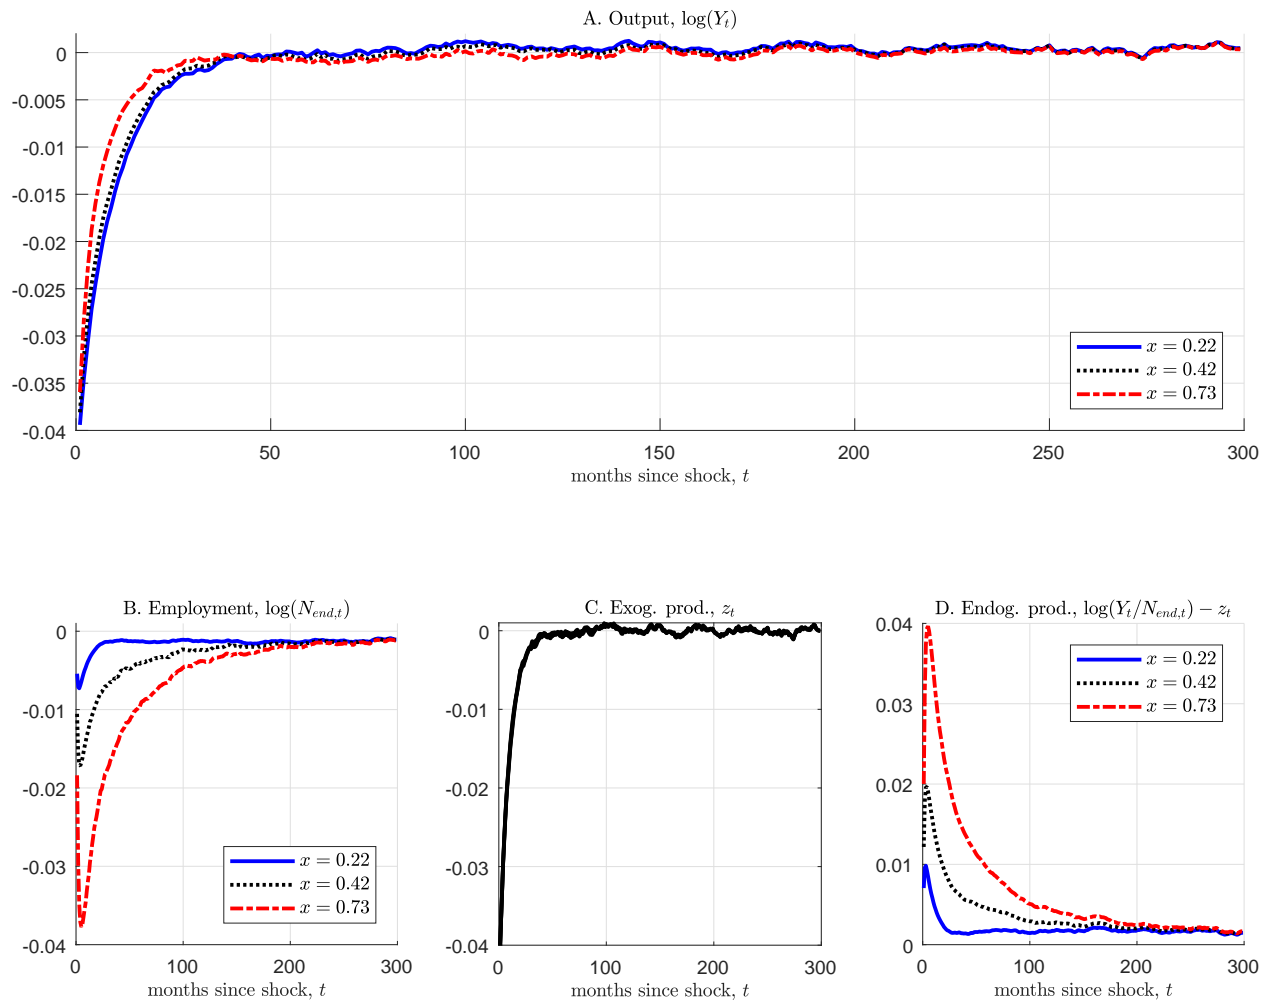 A. Output, log(Y_t)
0
-0.005
-0.01
-0.015
-0.02
-0.025
-0.03
-0.035
-0.04
x = 0.22
x = 0.42
x = 0.73
0 50 100 150 200 250 300
months since shock, t
B. Employment, log(N_{end,t})
0
-0.01
-0.02
-0.03
-0.04
x = 0.22
x = 0.42
x = 0.73
0 100 200 300
months since shock, t
C. Exog. prod., z_t
0
-0.01
-0.02
-0.03
-0.04
0 100 200 300
months since shock, t
D. Endog. prod., log(Y_t/N_{end,t}) − z_t
0.04
0.03
0.02
0.01
0
x = 0.22
x = 0.42
x = 0.73
0 100 200 300
months since shock, t